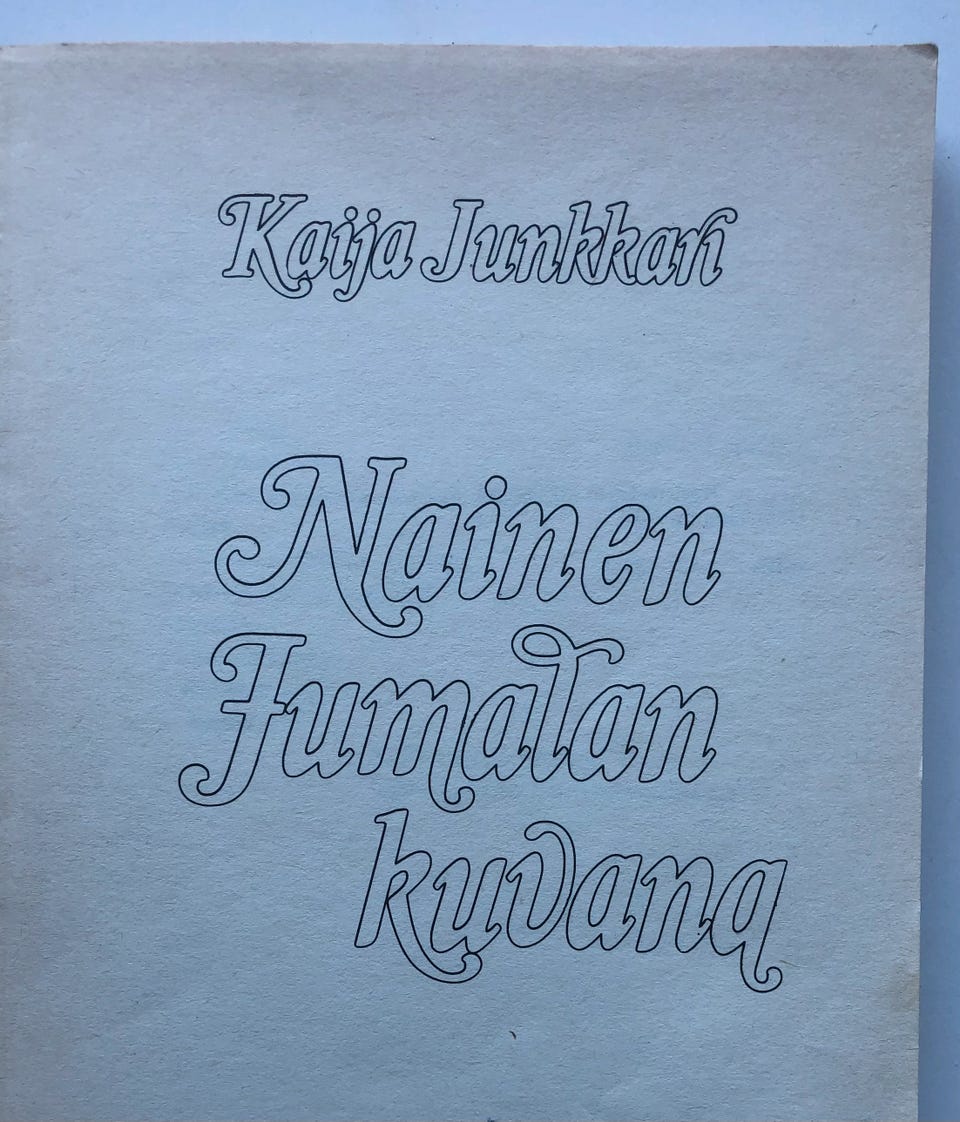 Kaija Junkkari
Nainen
Jumalan
kuvana